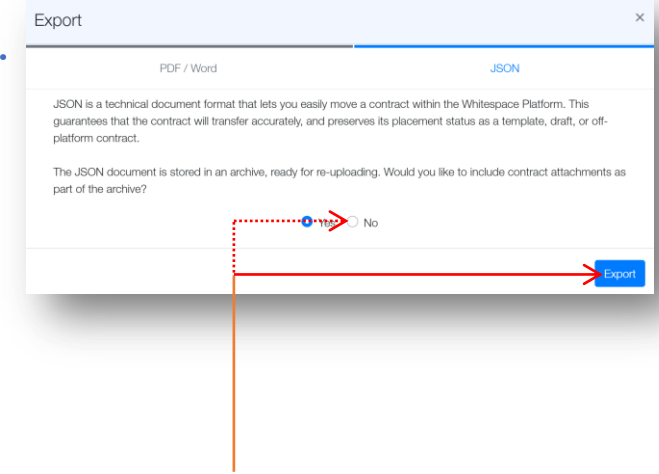 Export ×
PDF / Word JSON
JSON is a technical document format that lets you easily move a contract within the Whitespace Platform. This
guarantees that the contract will transfer accurately, and preserves its placement status as a template, draft, or off-
platform contract.
The JSON document is stored in an archive, ready for re-uploading. Would you like to include contract attachments as
part of the archive?
Yes No
Export